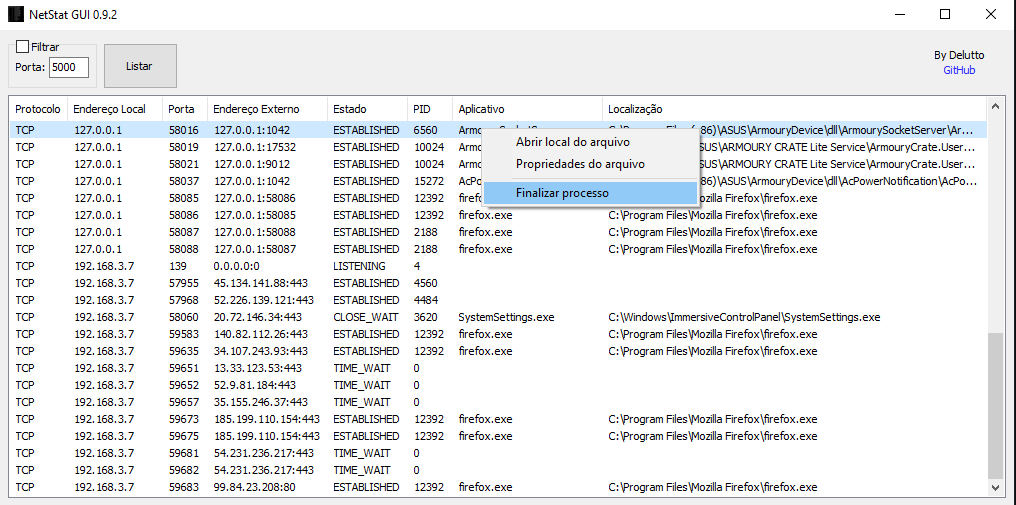 NetStat GUI 0.9.2
Filtrar
Porta: 5000
Listar
By Delutto
GitHub
Protocolo Endereço Local Porta Endereço Externo Estado PID Aplicativo Localização
TCP 127.0.0.1 58016 127.0.0.1:1042 ESTABLISHED 6560 86)\ASUS\ArmouryDevice\dll\ArmourySocketServer\Ar...
TCP 127.0.0.1 58019 127.0.0.1:17532 ESTABLISHED 10024 Armo SUS\ARMOURY CRATE Lite Service\ArmouryCrate.User...
TCP 127.0.0.1 58021 127.0.0.1:9012 ESTABLISHED 10024 Armo SUS\ARMOURY CRATE Lite Service\ArmouryCrate.User...
TCP 127.0.0.1 58037 127.0.0.1:1042 ESTABLISHED 15272 AcPo 86)\ASUS\ArmouryDevice\dll\AcPowerNotification\AcPo...
Abrir local do arquivo
Propriedades do arquivo
Finalizar processo
TCP 127.0.0.1 58085 127.0.0.1:58086 ESTABLISHED 12392 firefo C:\Program Files\Mozilla Firefox\firefox.exe
TCP 127.0.0.1 58086 127.0.0.1:58085 ESTABLISHED 12392 firefox.exe C:\Program Files\Mozilla Firefox\firefox.exe
TCP 127.0.0.1 58087 127.0.0.1:58088 ESTABLISHED 2188 firefox.exe C:\Program Files\Mozilla Firefox\firefox.exe
TCP 127.0.0.1 58088 127.0.0.1:58087 ESTABLISHED 2188 firefox.exe C:\Program Files\Mozilla Firefox\firefox.exe
TCP 192.168.3.7 139 0.0.0.0:0 LISTENING 4
TCP 192.168.3.7 57955 45.134.141.88:443 ESTABLISHED 4560
TCP 192.168.3.7 57968 52.226.139.121:443 ESTABLISHED 4484
TCP 192.168.3.7 58060 20.72.146.34:443 CLOSE_WAIT 3620 SystemSettings.exe C:\Windows\ImmersiveControlPanel\SystemSettings.exe
TCP 192.168.3.7 59583 140.82.112.26:443 ESTABLISHED 12392 firefox.exe C:\Program Files\Mozilla Firefox\firefox.exe
TCP 192.168.3.7 59635 34.107.243.93:443 ESTABLISHED 12392 firefox.exe C:\Program Files\Mozilla Firefox\firefox.exe
TCP 192.168.3.7 59651 13.33.123.53:443 TIME_WAIT 0
TCP 192.168.3.7 59652 52.9.81.184:443 TIME_WAIT 0
TCP 192.168.3.7 59657 35.155.246.37:443 TIME_WAIT 0
TCP 192.168.3.7 59673 185.199.110.154:443 ESTABLISHED 12392 firefox.exe C:\Program Files\Mozilla Firefox\firefox.exe
TCP 192.168.3.7 59675 185.199.110.154:443 ESTABLISHED 12392 firefox.exe C:\Program Files\Mozilla Firefox\firefox.exe
TCP 192.168.3.7 59681 54.231.236.217:443 TIME_WAIT 0
TCP 192.168.3.7 59682 54.231.236.217:443 TIME_WAIT 0
TCP 192.168.3.7 59683 99.84.23.208:80 ESTABLISHED 12392 firefox.exe C:\Program Files\Mozilla Firefox\firefox.exe